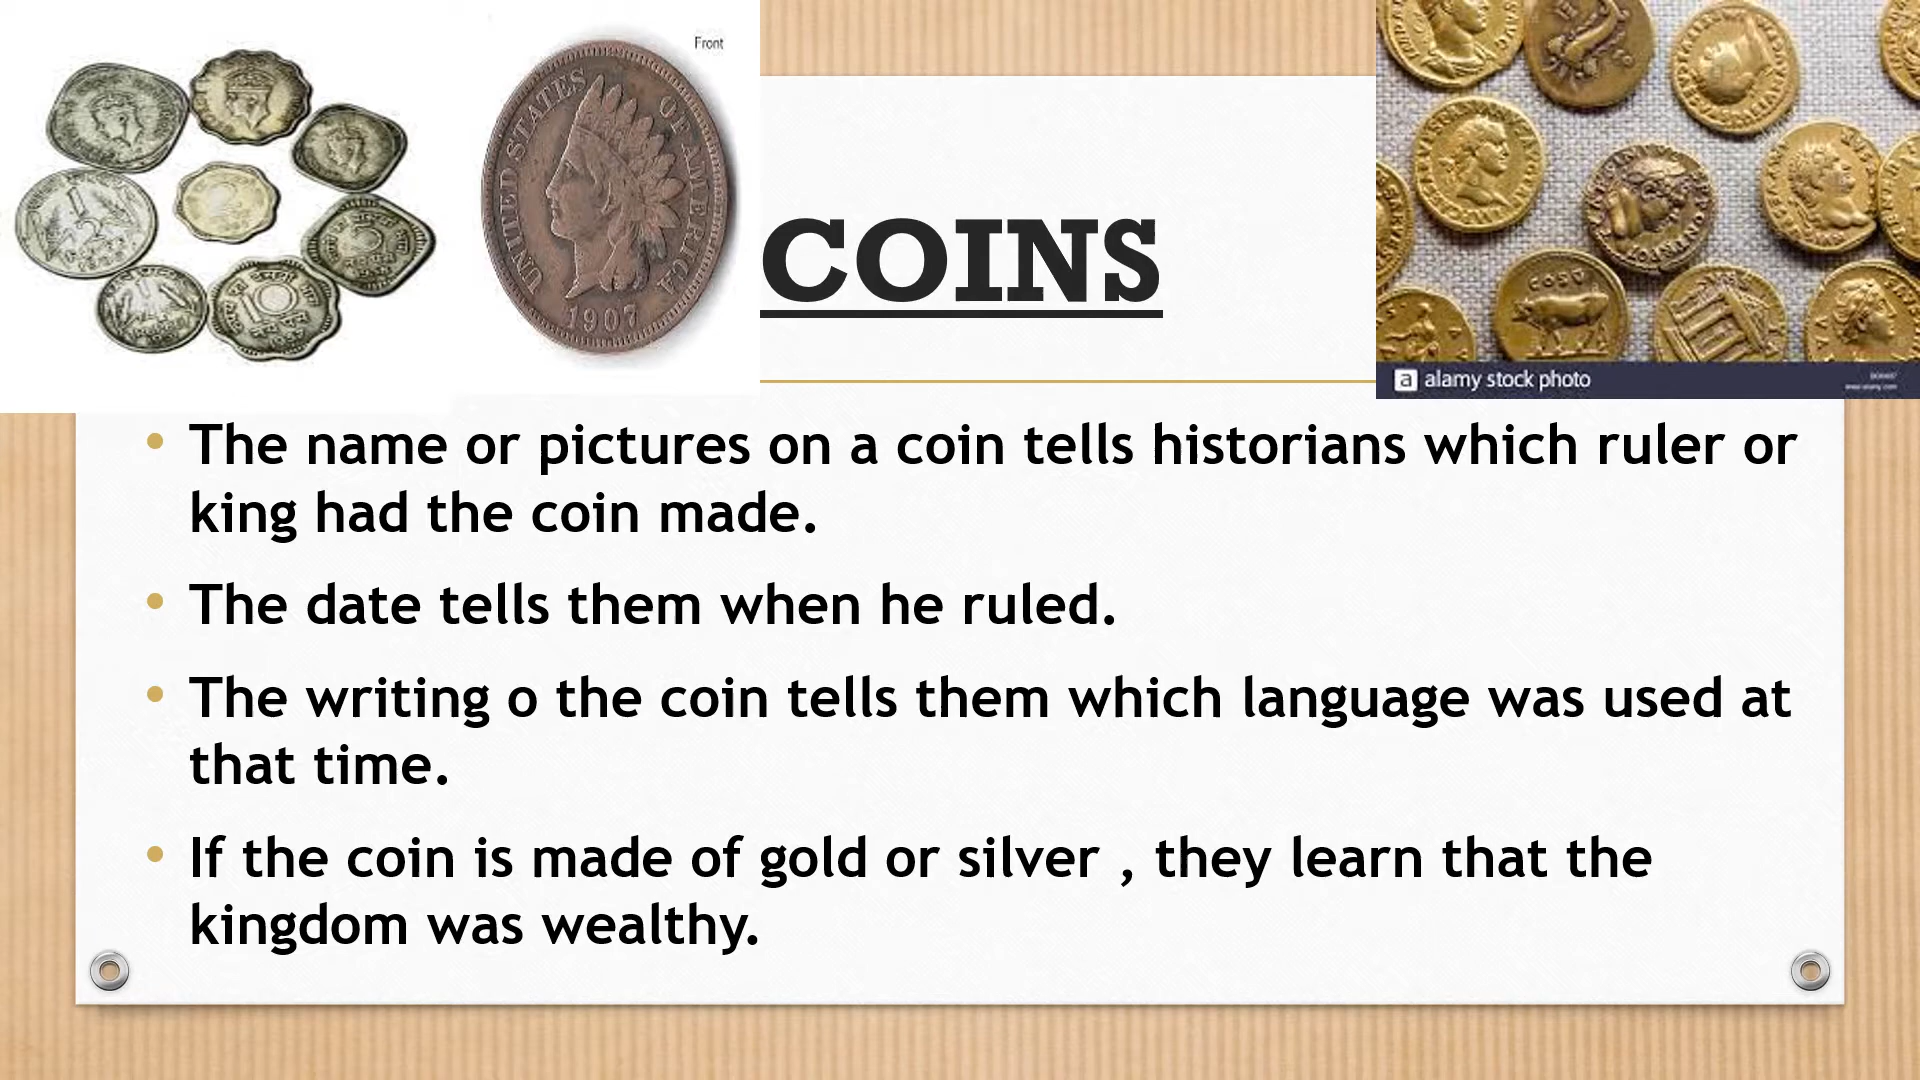 Front
UNITED STATES OF AMERICA
1907
COINS
COS V
a alamy stock photo
• The name or pictures on a coin tells historians which ruler or
king had the coin made.
• The date tells them when he ruled.
• The writing o the coin tells them which language was used at
that time.
• If the coin is made of gold or silver , they learn that the
kingdom was wealthy.